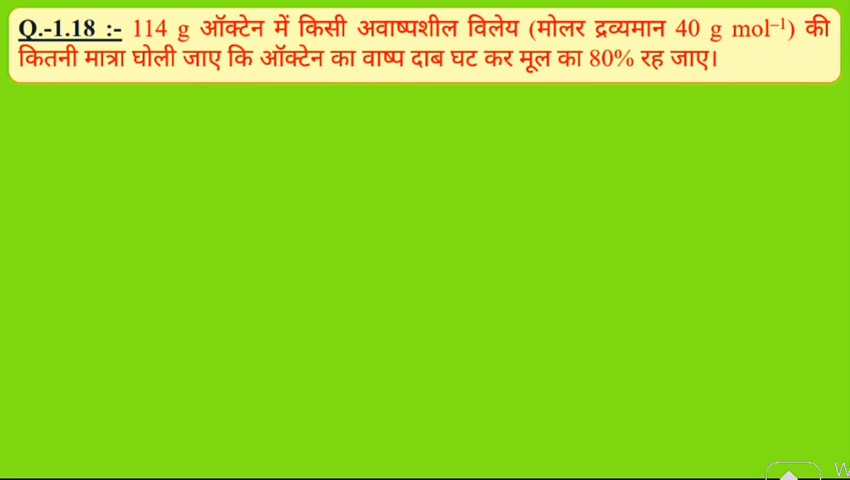 Q.-1.18 :- 114 g ऑक्टेन में किसी अवाष्पशील विलेय (मोलर द्रव्यमान 40 g mol⁻¹) की
कितनी मात्रा घोली जाए कि ऑक्टेन का वाष्प दाब घट कर मूल का 80% रह जाए।